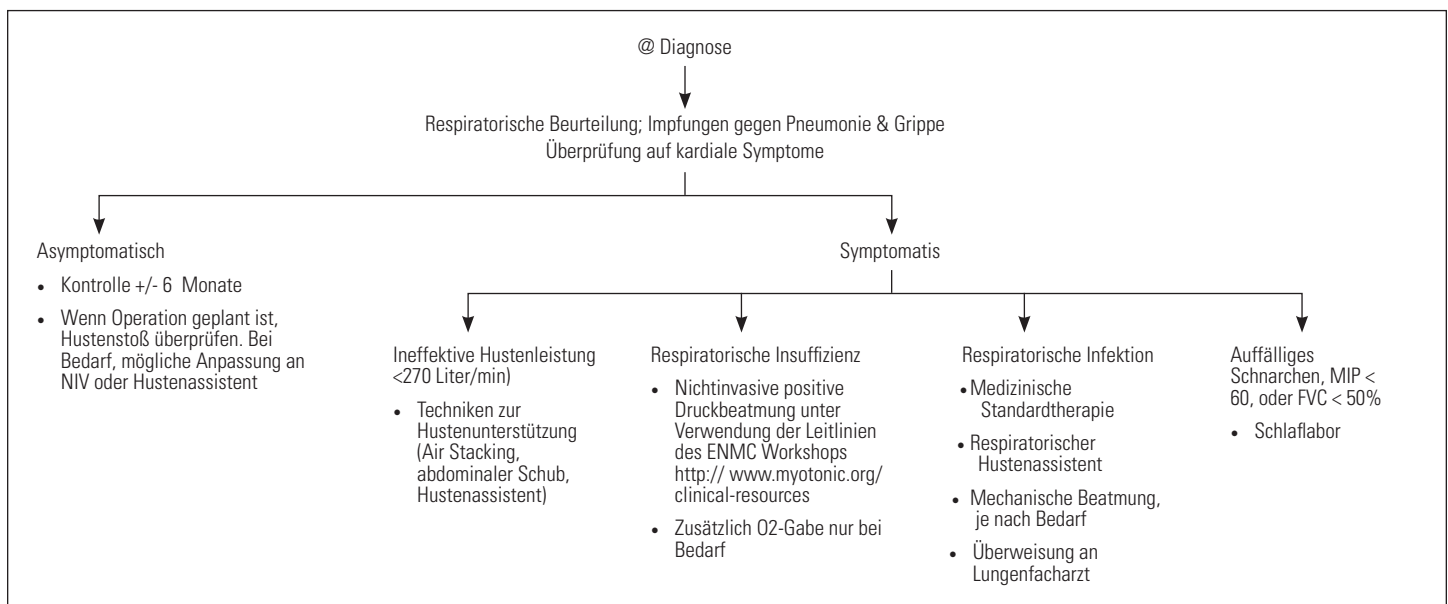 @ Diagnose
Respiratorische Beurteilung; Impfungen gegen Pneumonie & Grippe
Überprüfung auf kardiale Symptome
Asymptomatisch
• Kontrolle +/- 6 Monate
• Wenn Operation geplant ist,
Hustenstoß überprüfen. Bei
Bedarf, mögliche Anpassung an
NIV oder Hustenassistent
Symptomatis
Ineffektive Hustenleistung
<270 Liter/min)
• Techniken zur
Hustenunterstützung
(Air Stacking,
abdominaler Schub,
Hustenassistent)
Respiratorische Insuffizienz
• Nichtinvasive positive
Druckbeatmung unter
Verwendung der Leitlinien
des ENMC Workshops
http:// www.myotonic.org/
clinical-resources
• Zusätzlich O2-Gabe nur bei
Bedarf
Respiratorische Infektion
• Medizinische
Standardtherapie
• Respiratorischer
Hustenassistent
• Mechanische Beatmung,
je nach Bedarf
• Überweisung an
Lungenfacharzt
Auffälliges
Schnarchen, MIP <
60, oder FVC < 50%
• Schlaflabor